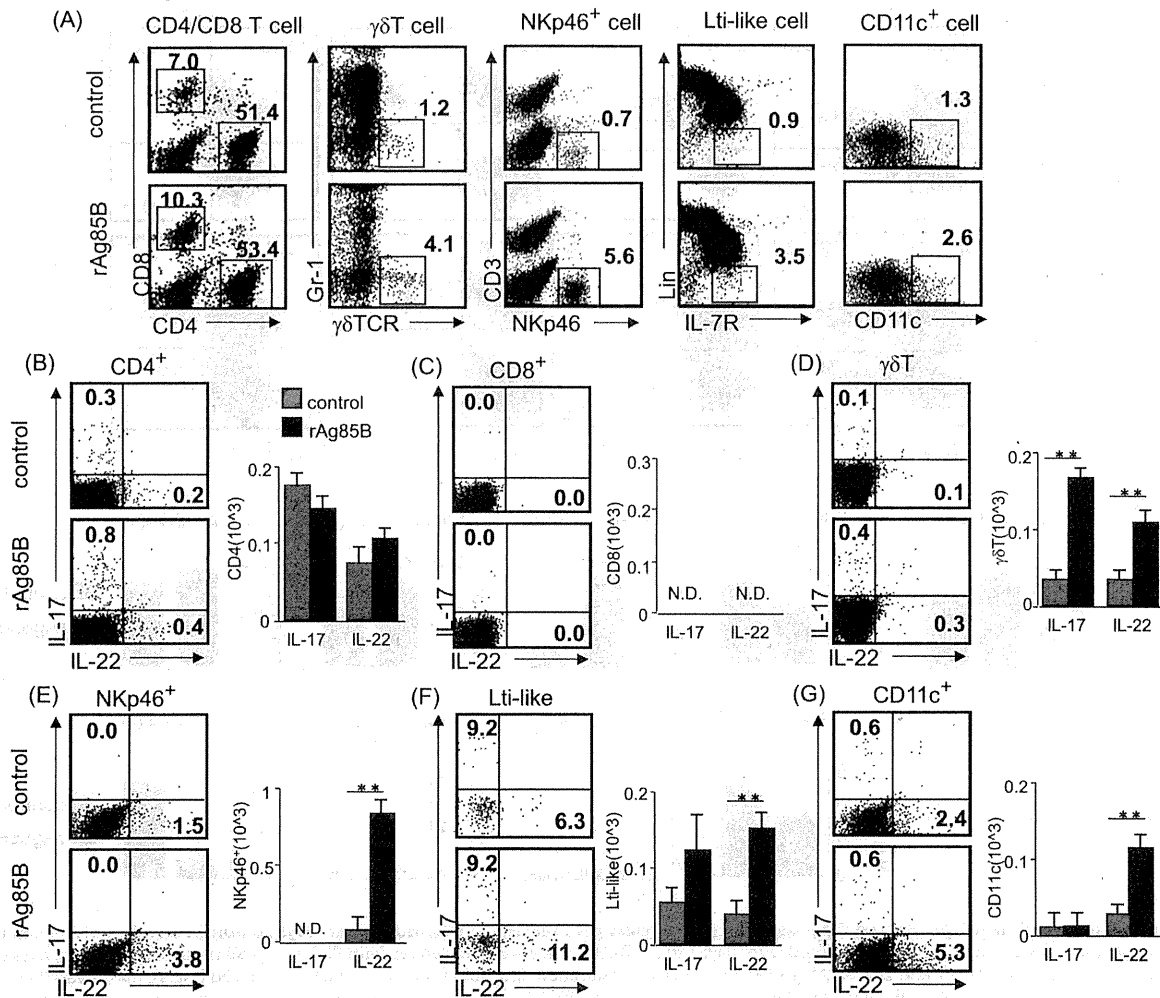 (A) CD4/CD8 T cell γδT cell NKp46+ cell Lti-like cell CD11c+ cell
control
7.0
51.4
1.2
0.7
0.9
1.3
rAg85B
10.3
53.4
4.1
5.6
3.5
2.6
CD8
Gr-1
CD3
Lin
CD4
γδTCR
NKp46
IL-7R
CD11c
(B) CD4+
control
0.3
0.2
rAg85B
0.8
0.4
IL-17
IL-22
control
rAg85B
CD4(10^3)
0.2
0.1
0
IL-17 IL-22
(C) CD8+
0.0
0.0
0.0
0.0
IL-17
IL-22
CD8(10^3)
0.3
0.2
0.1
0
N.D. N.D.
IL-17 IL-22
(D) γδT
0.1
0.1
0.4
0.3
IL-17
IL-22
γδT(10^3)
0.2
0.1
0
** **
IL-17 IL-22
(E) NKp46+
control
0.0
1.5
rAg85B
0.0
3.8
IL-17
IL-22
NKp46+(10^3)
1
0.5
0
**
N.D.
IL-17 IL-22
(F) Lti-like
9.2
6.3
9.2
11.2
IL-17
IL-22
Lti-like(10^3)
0.2
0.1
0
**
IL-17 IL-22
(G) CD11c+
0.6
2.4
0.6
5.3
IL-17
IL-22
CD11c(10^3)
0.2
0.1
0
**
IL-17 IL-22